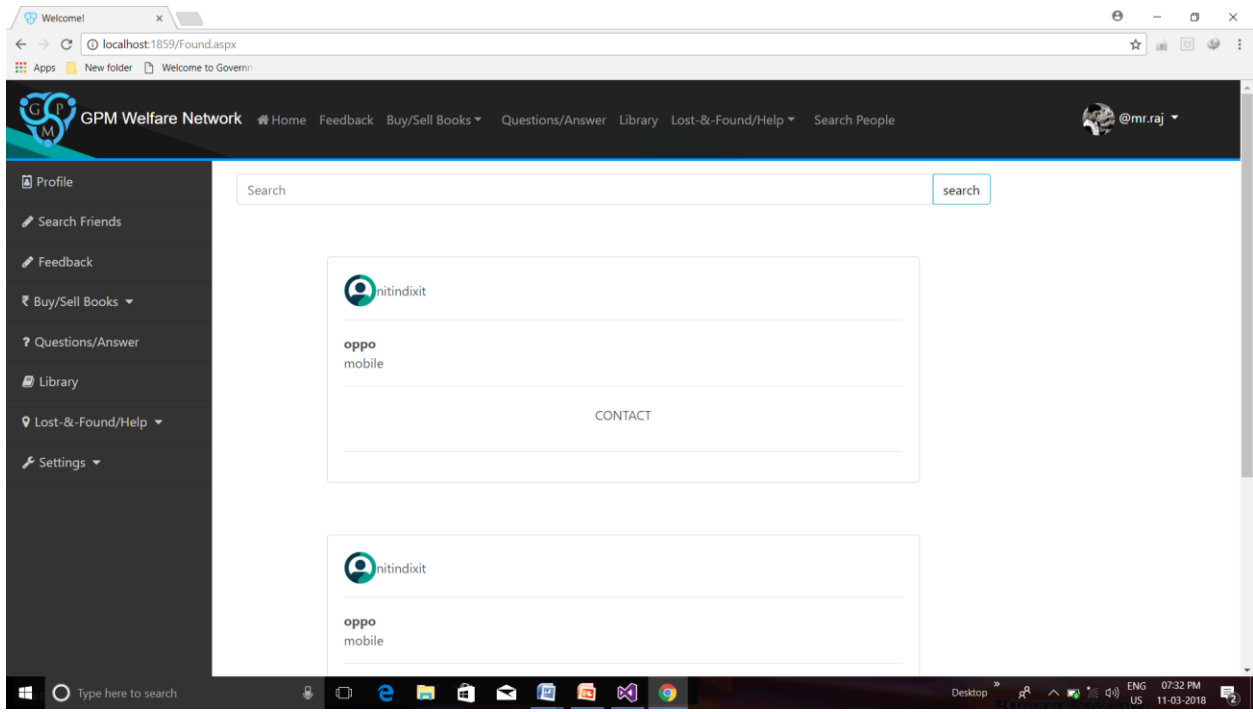 Welcome!
localhost:1859/Found.aspx
Apps New folder Welcome to Governm
G P M
GPM Welfare Network Home Feedback Buy/Sell Books Questions/Answer Library Lost-&-Found/Help Search People @mr.raj
Profile
Search search
Search Friends
Feedback
Buy/Sell Books
? Questions/Answer
Library
Lost-&-Found/Help
Settings
nitindixit
oppo
mobile
CONTACT
nitindixit
oppo
mobile
Type here to search
Desktop
ENG
US
07:32 PM
11-03-2018
2